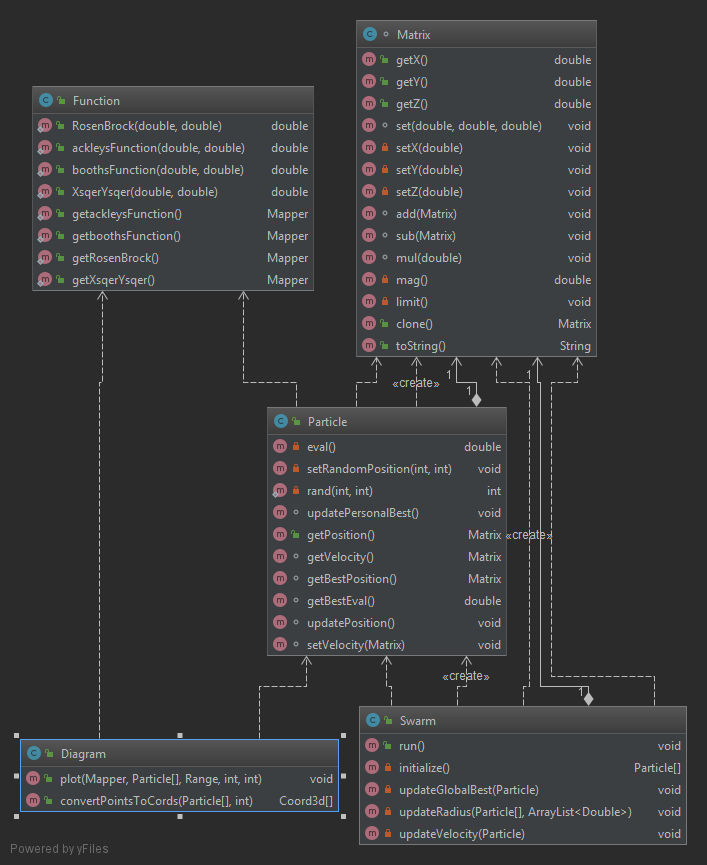 Matrix
getX() double
getY() double
getZ() double
set(double, double, double) void
setX(double) void
setY(double) void
setZ(double) void
add(Matrix) void
sub(Matrix) void
mul(double) void
mag() double
limit() void
clone() Matrix
toString() String
Function
RosenBrock(double, double) double
ackleysFunction(double, double) double
boothsFunction(double, double) double
XsqerYsqer(double, double) double
getackleysFunction() Mapper
getboothsFunction() Mapper
getRosenBrock() Mapper
getXsqerYsqer() Mapper
1
1
«create»
1
Particle
eval() double
setRandomPosition(int, int) void
rand(int, int) int
updatePersonalBest() void
getPosition() Matrix
«create»
getVelocity() Matrix
getBestPosition() Matrix
getBestEval() double
updatePosition() void
setVelocity(Matrix) void
«create»
1
Swarm
run() void
initialize() Particle[]
updateGlobalBest(Particle) void
updateRadius(Particle[], ArrayList<Double>) void
updateVelocity(Particle) void
Diagram
plot(Mapper, Particle[], Range, int, int) void
convertPointsToCords(Particle[], int) Coord3d[]
Powered by yFiles